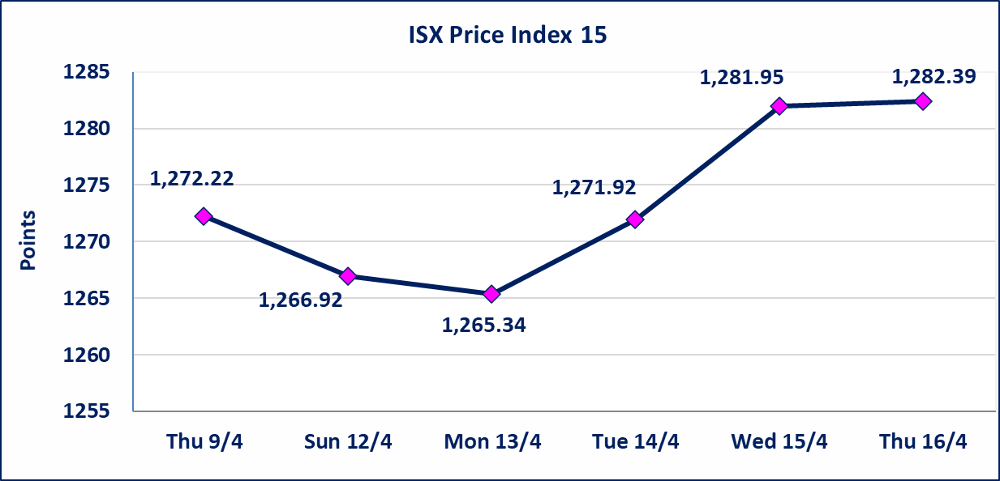 ISX Price Index 15
Points
1285
1280
1275
1270
1265
1260
1255
1,272.22
1,266.92
1,265.34
1,271.92
1,281.95
1,282.39
Thu 9/4
Sun 12/4
Mon 13/4
Tue 14/4
Wed 15/4
Thu 16/4